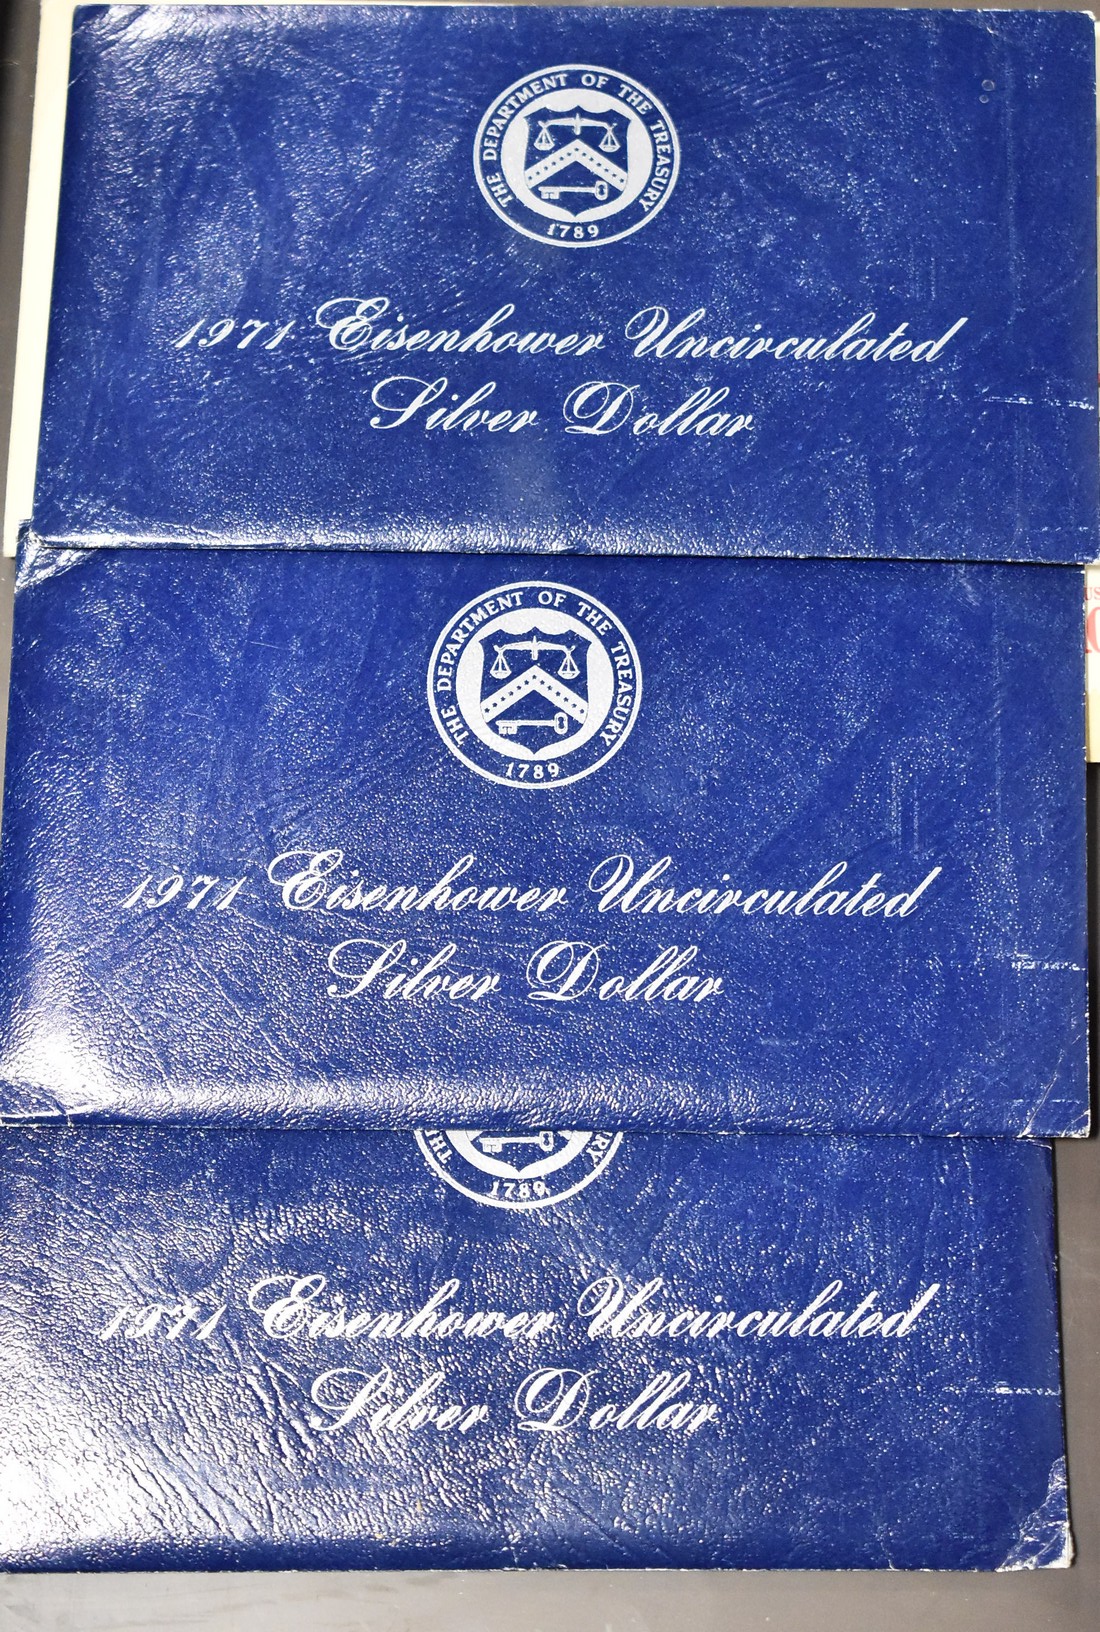 THE DEPARTMENT OF THE TREASURY
1789
1971 Eisenhower Uncirculated
Silver Dollar
THE DEPARTMENT OF THE TREASURY
1789
1971 Eisenhower Uncirculated
Silver Dollar
1789
1971 Eisenhower Uncirculated
Silver Dollar